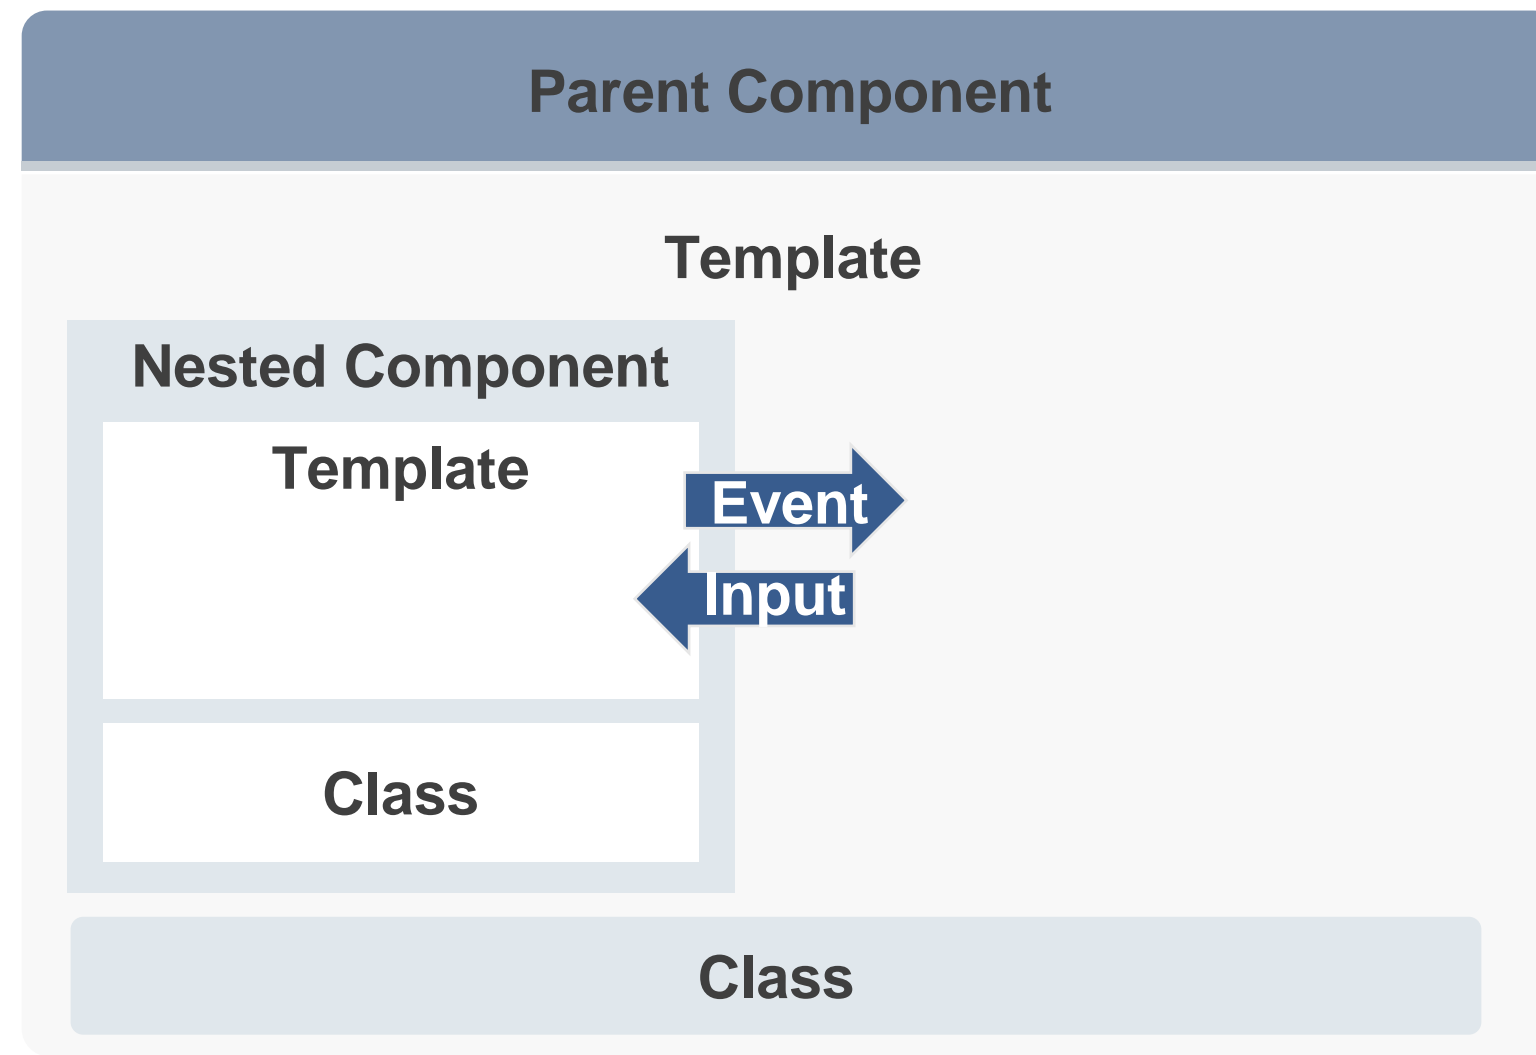 Parent Component
Template
Nested Component
Template
Event
Input
Class
Class